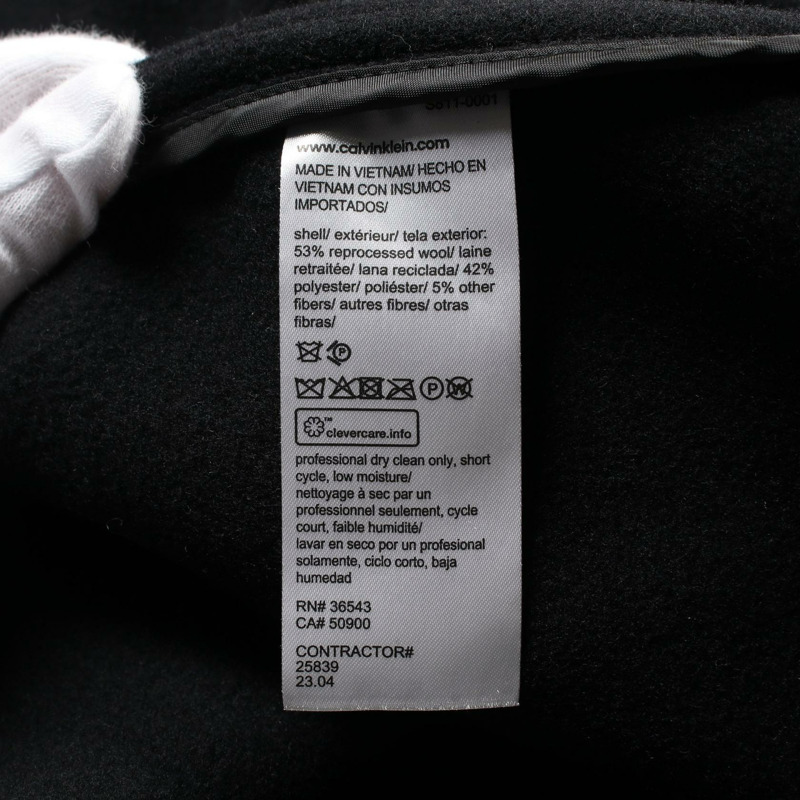 www.calvinklein.com
MADE IN VIETNAM/ HECHO EN
VIETNAM CON INSUMOS
IMPORTADOS/
shell/ extérieur/ tela exterior:
53% reprocessed wool/ laine
retraitée/ lana reciclada/ 42%
polyester/ poliéster/ 5% other
fibers/ autres fibres/ otras
fibras/
P
P W
clevercare.info™
professional dry clean only, short
cycle, low moisture/
nettoyage à sec par un
professionnel seulement, cycle
court, faible humidité/
lavar en seco por un profesional
solamente, ciclo corto, baja
humedad
RN# 36543
CA# 50900
CONTRACTOR#
25839
23.04